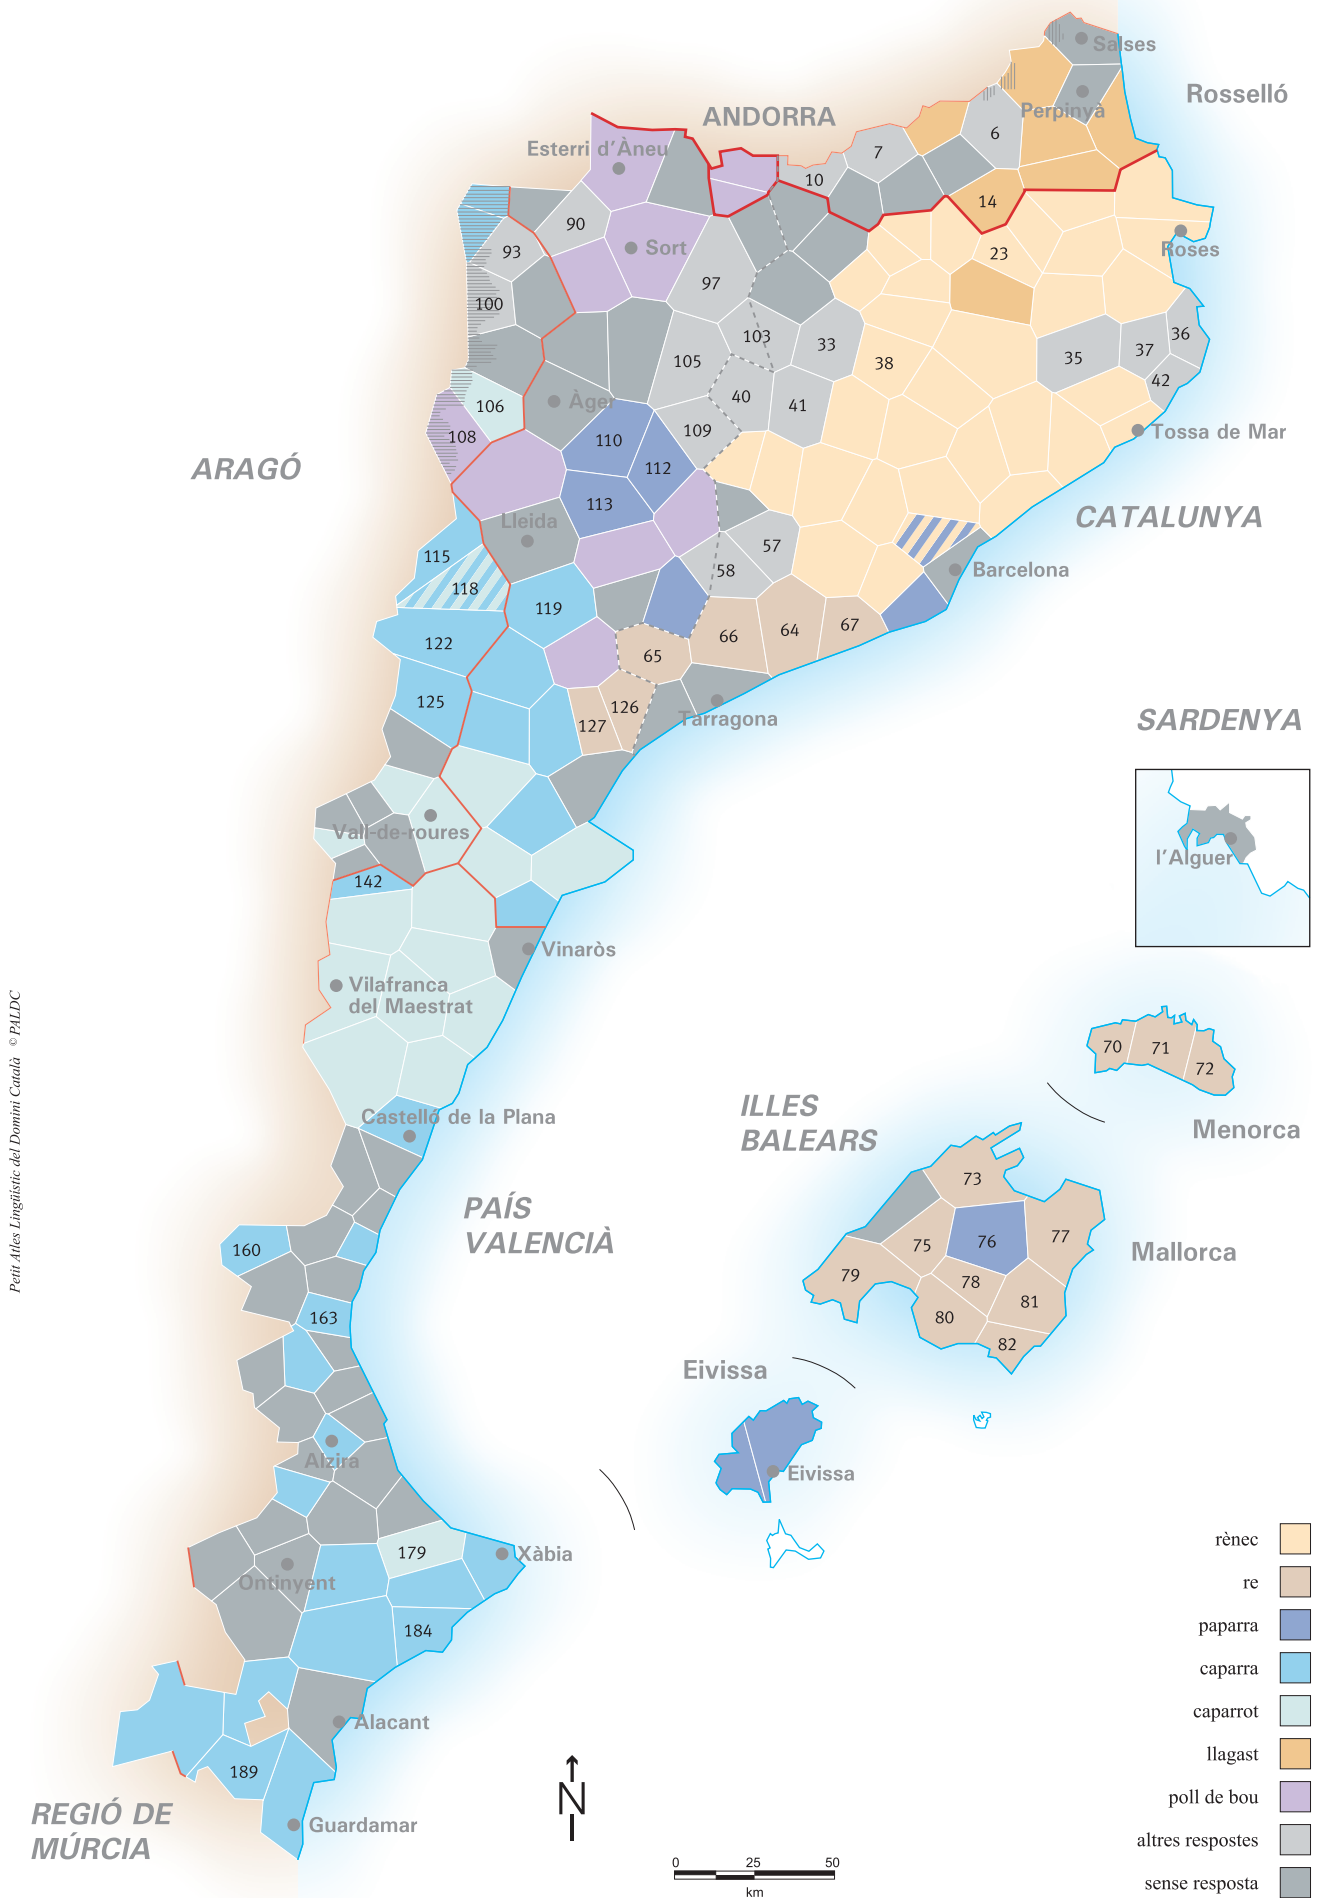 Salses
Rosselló
ANDORRA
Perpinyà
6
Esterri d'Àneu
7
10
14
90
Roses
Sort
93
23
97
100
36
103
33
37
35
105
38
42
40
Àger
106
41
109
Tossa de Mar
108
110
ARAGÓ
112
113
CATALUNYA
Lleida
57
115
58
Barcelona
118
119
64
67
66
122
65
125
126
Tarragona
127
SARDENYA
Vall-de-roures
l'Alguer
142
Vinaròs
Vilafranca
del Maestrat
70
71
72
ILLES
BALEARS
Castelló de la Plana
Menorca
73
PAÍS
VALENCIÀ
77
76
75
Mallorca
160
79
78
81
163
80
82
Eivissa
Alzira
Eivissa
179
Xàbia
Ontinyent
184
Alacant
189
REGIÓ DE
MÚRCIA
Guardamar
N
0 25 50
km
rènec
re
paparra
caparra
caparrot
llagast
poll de bou
altres respostes
sense resposta
Petit Atles Lingüístic del Domini Català © PALDC